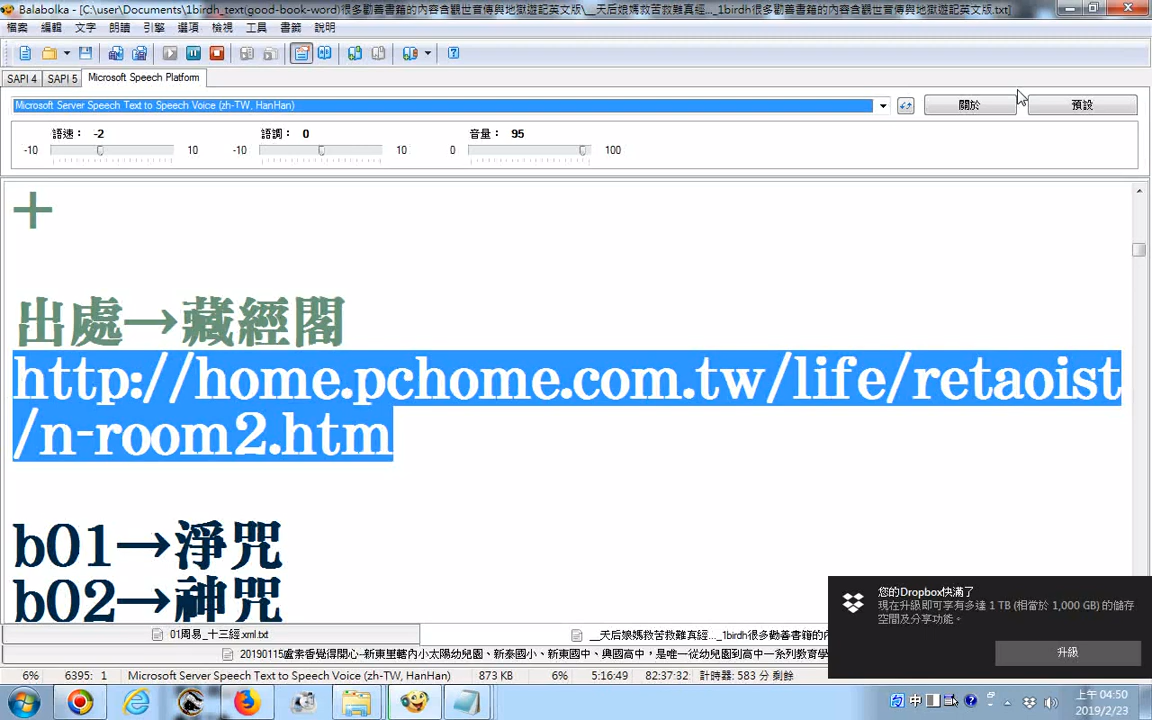 Balabolka - [C:\user\Documents\1birdh_text(good-book-word)很多勸善書籍的內容含觀世音傳與地獄遊記英文版\__天后娘媽救苦救難真經..._1birdh很多勸善書籍的內容含觀世音傳與地獄遊記英文版.txt]
檔案 編輯 文字 朗讀 引擎 選項 檢視 工具 書籤 說明
SAPI 4 SAPI 5 Microsoft Speech Platform
Microsoft Server Speech Text to Speech Voice (zh-TW, HanHan) 關於 預設
語速： -2 語調： 0 音量： 95
-10 10 -10 10 0 100
+
出處→藏經閣
http://home.pchome.com.tw/life/retaoist
/n-room2.htm
b01→淨咒
b02→神咒
您的Dropbox快滿了
現在升級即可享有多達 1 TB (相當於 1,000 GB) 的儲存
空間及分享功能。
升級
01周易_十三經.xml.txt __天后娘媽救苦救難真經..._1birdh很多勸善書籍的內
20190115盧素香覺得開心--新東里轄內小太陽幼兒園、新泰國小、新東國中、興國高中，是唯一從幼兒園到高中一系列教育學
6% 6395: 1 Microsoft Server Speech Text to Speech Voice (zh-TW, HanHan) 873 KB 6% 5:16:49 82:37:32 計時器: 583 分 剩餘
中 上午 04:50
2019/2/23